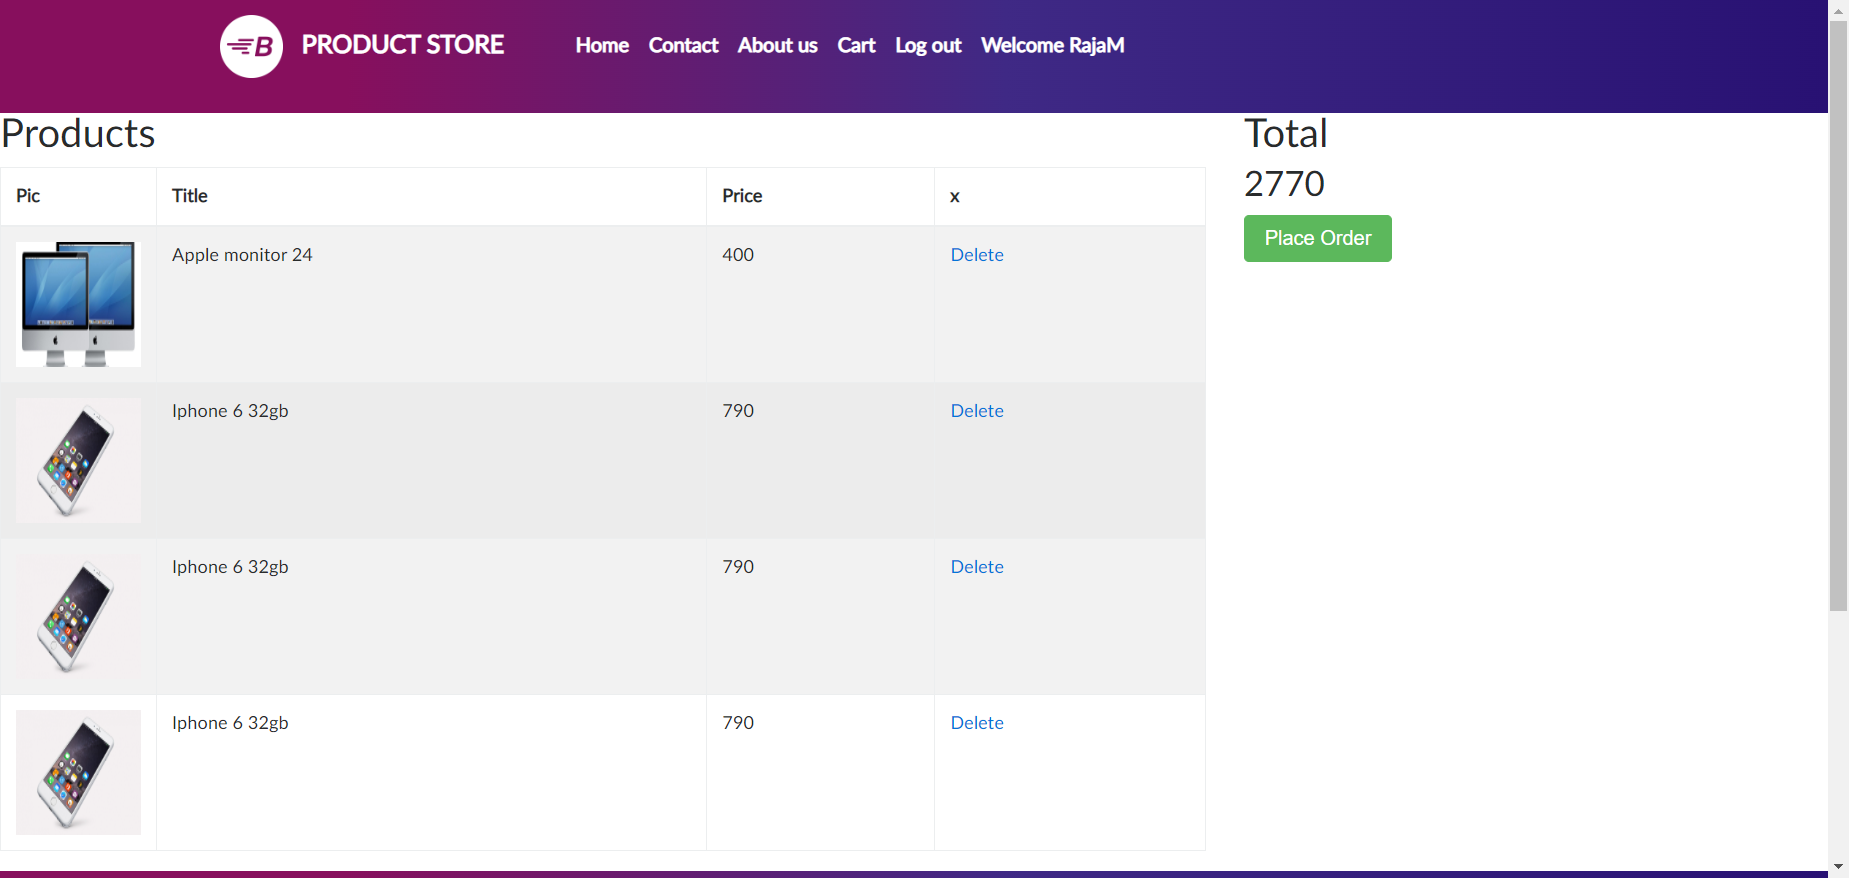 B PRODUCT STORE Home Contact About us Cart Log out Welcome RajaM
Products
Total
2770
Place Order
Pic Title Price x
Apple monitor 24 400 Delete
Iphone 6 32gb 790 Delete
Iphone 6 32gb 790 Delete
Iphone 6 32gb 790 Delete